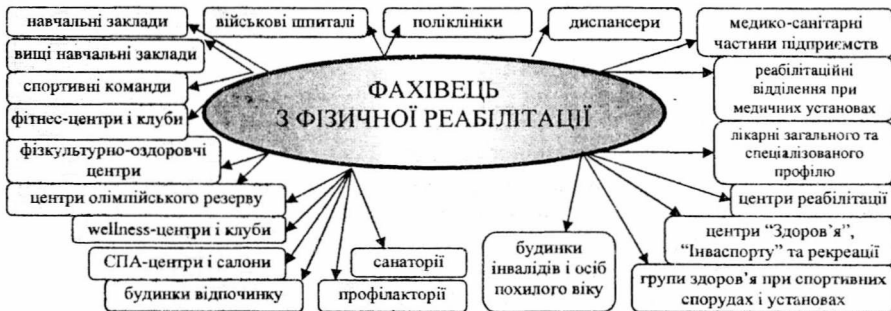 навчальні заклади
військові шпиталі
поліклініки
диспансери
медико-санітарні
частини підприємств
вищі навчальні заклади
спортивні команди
фітнес-центри і клуби
ФАХІВЕЦЬ
З ФІЗИЧНОЇ РЕАБІЛІТАЦІЇ
реабілітаційні
відділення при
медичних установах
фізкультурно-оздоровчі
центри
лікарні загального та
спеціалізованого
профілю
центри олімпійського резерву
центри реабілітації
wellness-центри і клуби
центри “Здоров’я”,
“Інваспорту” та рекреації
СПА-центри і салони
санаторії
будинки
інвалідів і осіб
похилого віку
будинки відпочинку
профілакторії
групи здоров’я при спортивних
спорудах і установах